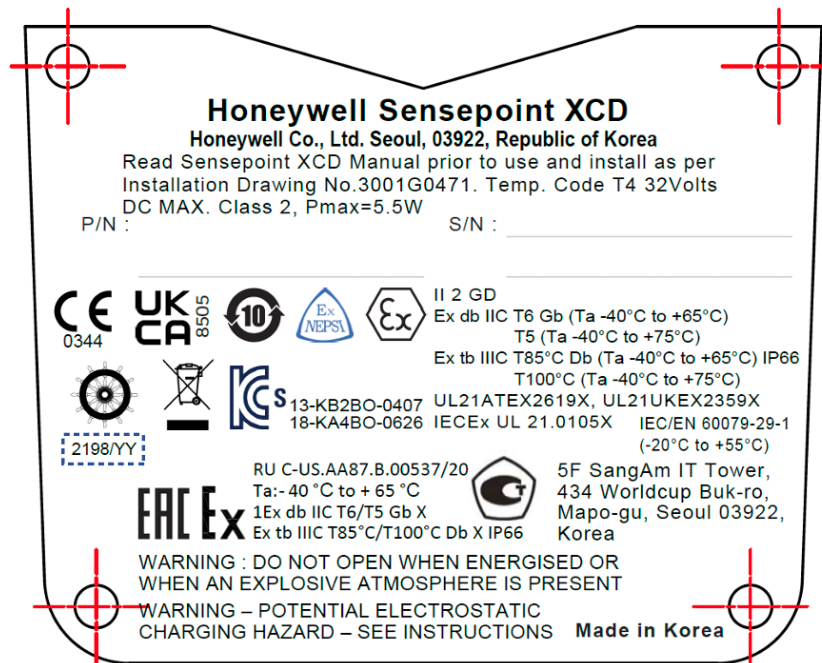 Honeywell Sensepoint XCD
Honeywell Co., Ltd. Seoul, 03922, Republic of Korea
Read Sensepoint XCD Manual prior to use and install as per
Installation Drawing No.3001G0471. Temp. Code T4 32Volts
DC MAX. Class 2, Pmax=5.5W
P/N :
S/N :
CE
0344
UK
CA
8505
10
Ex
NEPSI
Ex
II 2 GD
Ex db IIC T6 Gb (Ta -40°C to +65°C)
T5 (Ta -40°C to +75°C)
Ex tb IIIC T85°C Db (Ta -40°C to +65°C) IP66
T100°C (Ta -40°C to +75°C)
2198/YY
KCs
13-KB2BO-0407
18-KA4BO-0626
UL21ATEX2619X, UL21UKEX2359X
IECEx UL 21.0105X
IEC/EN 60079-29-1
(-20°C to +55°C)
EAC Ex
RU C-US.AA87.B.00537/20
Ta:- 40 °C to + 65 °C
1Ex db IIC T6/T5 Gb X
Ex tb IIIC T85°C/T100°C Db X IP66
5F SangAm IT Tower,
434 Worldcup Buk-ro,
Mapo-gu, Seoul 03922,
Korea
WARNING : DO NOT OPEN WHEN ENERGISED OR
WHEN AN EXPLOSIVE ATMOSPHERE IS PRESENT
WARNING – POTENTIAL ELECTROSTATIC
CHARGING HAZARD – SEE INSTRUCTIONS
Made in Korea